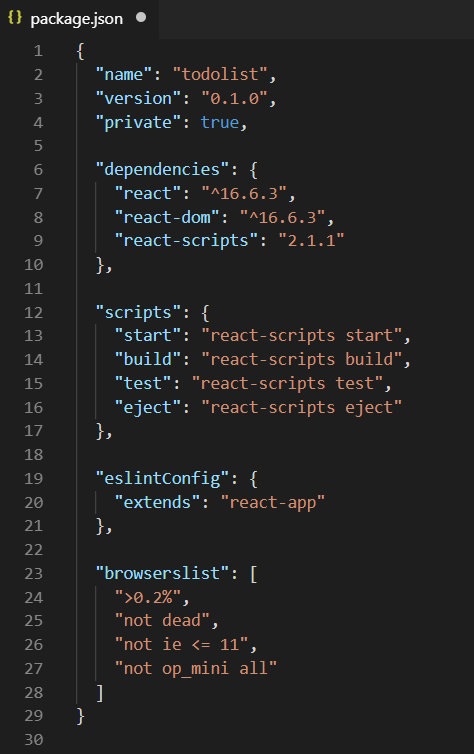 {} package.json ●
1 {
2   "name": "todolist",
3   "version": "0.1.0",
4   "private": true,
5
6   "dependencies": {
7     "react": "^16.6.3",
8     "react-dom": "^16.6.3",
9     "react-scripts": "2.1.1"
10   },
11
12   "scripts": {
13     "start": "react-scripts start",
14     "build": "react-scripts build",
15     "test": "react-scripts test",
16     "eject": "react-scripts eject"
17   },
18
19   "eslintConfig": {
20     "extends": "react-app"
21   },
22
23   "browserslist": [
24     ">0.2%",
25     "not dead",
26     "not ie <= 11",
27     "not op_mini all"
28   ]
29 }
30